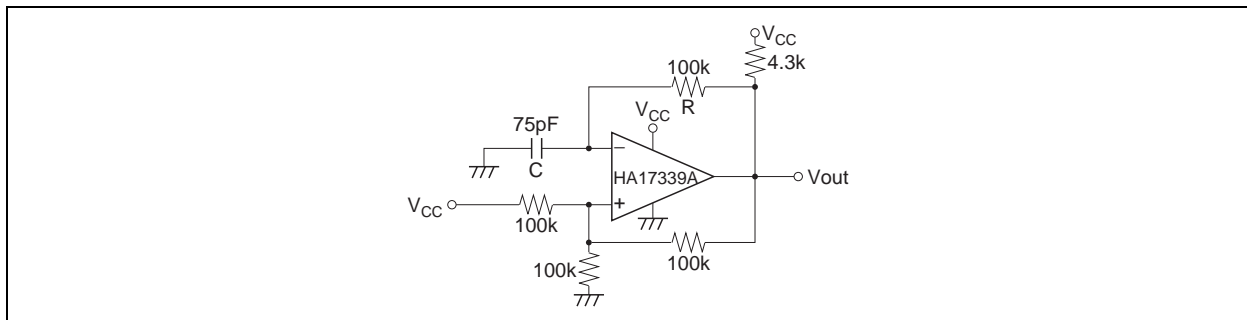 VCC
4.3k
100k
R
VCC
75pF
C
−
HA17339A
Vout
VCC
+
100k
100k
100k